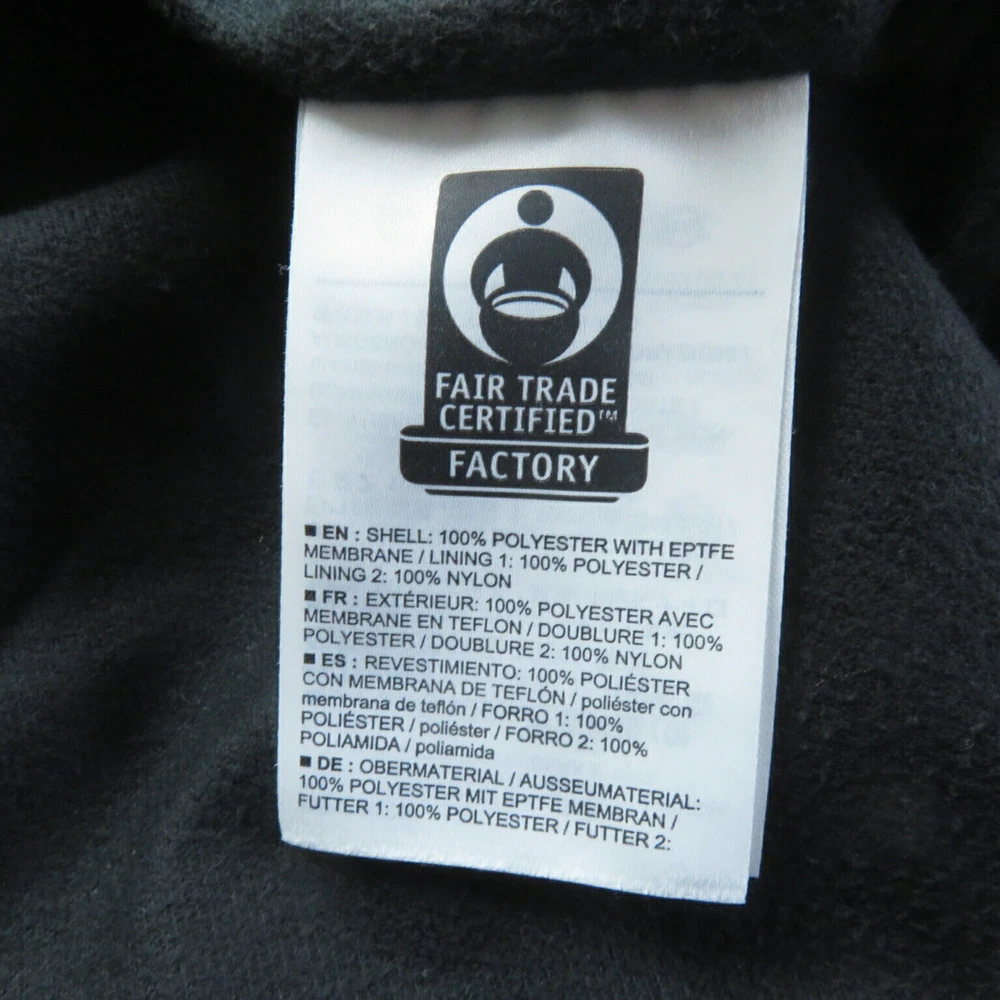 FAIR TRADE
CERTIFIED™
FACTORY
■ EN : SHELL: 100% POLYESTER WITH EPTFE
MEMBRANE / LINING 1: 100% POLYESTER /
LINING 2: 100% NYLON
■ FR : EXTÉRIEUR: 100% POLYESTER AVEC
MEMBRANE EN TEFLON / DOUBLURE 1: 100%
POLYESTER / DOUBLURE 2: 100% NYLON
■ ES : REVESTIMIENTO: 100% POLIÉSTER
CON MEMBRANA DE TEFLÓN / poliéster con
membrana de teflón / FORRO 1: 100%
POLIÉSTER / poliéster / FORRO 2: 100%
POLIAMIDA / poliamida
■ DE : OBERMATERIAL / AUSSEUMATERIAL:
100% POLYESTER MIT EPTFE MEMBRAN /
FUTTER 1: 100% POLYESTER / FUTTER 2: